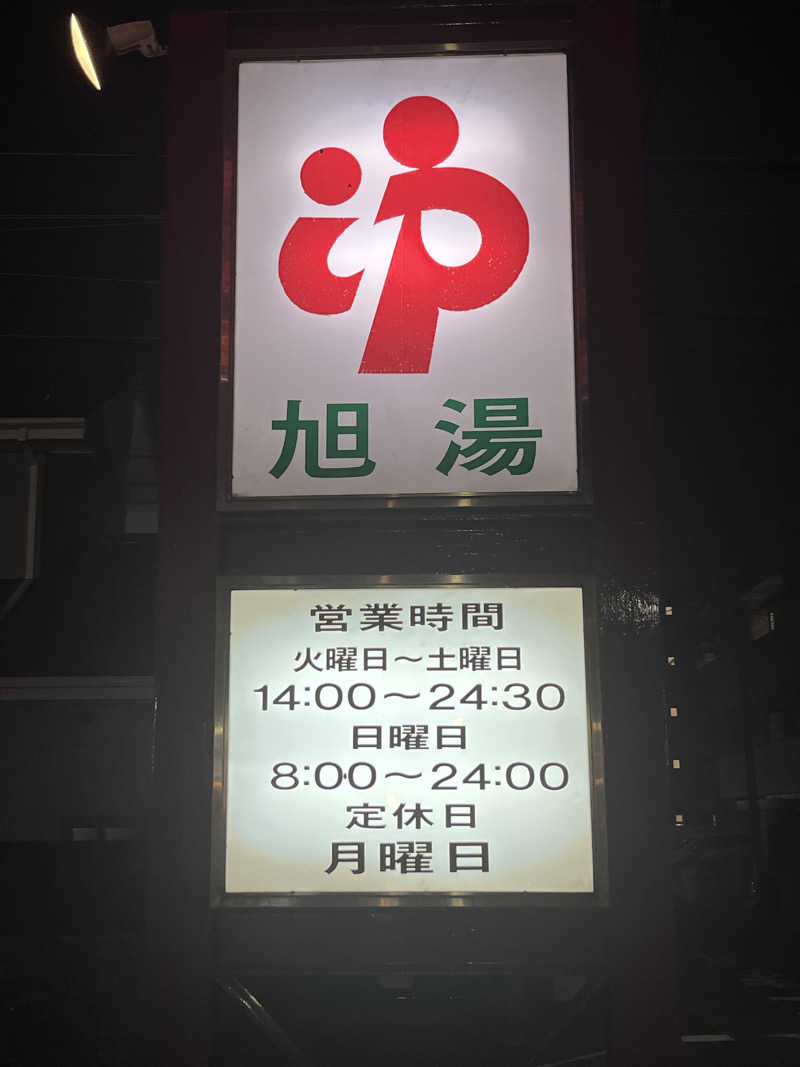 旭湯
営業時間
火曜日〜土曜日
14:00〜24:30
日曜日
8:00〜24:00
定休日
月曜日